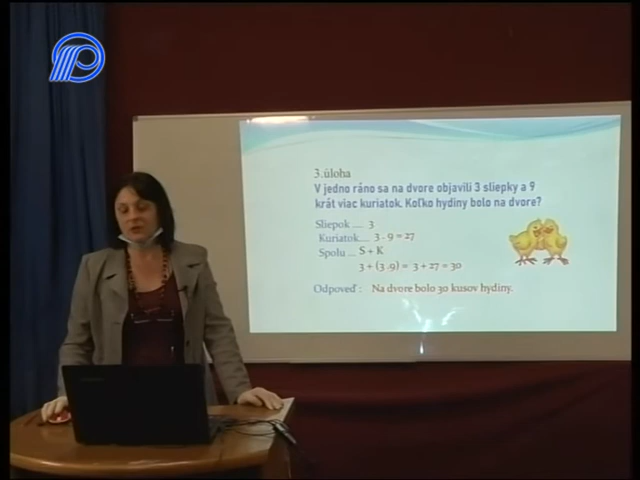 3.úloha
V jedno ráno sa na dvore objavili 3 sliepky a 9
krát viac kuriatok. Koľko hydiny bolo na dvore?
Sliepok .... 3
Kuriatok.... 3 . 9 = 27
Spolu ... S + K
3 + (3 .9) = 3 + 27 = 30
Odpoveď : Na dvore bolo 30 kusov hydiny.